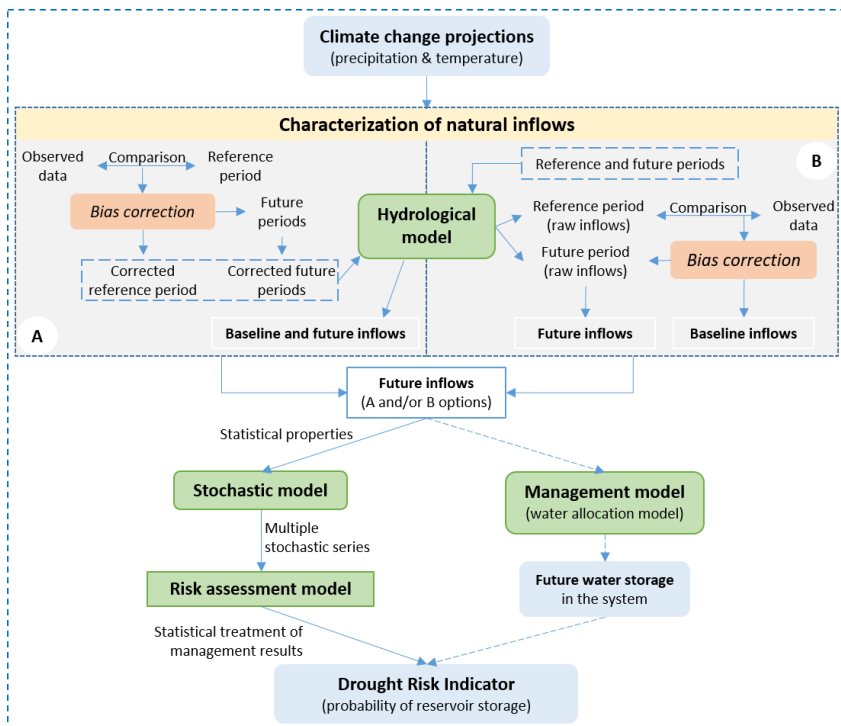 Climate change projections
(precipitation & temperature)
Characterization of natural inflows
A
Observed
data
Comparison
Reference
period
Bias correction
Future
periods
Corrected
reference period
Corrected future
periods
Hydrological
model
Baseline and future inflows
B
Reference and future periods
Reference period
(raw inflows)
Comparison
Observed
data
Future period
(raw inflows)
Bias correction
Future inflows
Baseline inflows
Future inflows
(A and/or B options)
Statistical properties
Stochastic model
Multiple
stochastic series
Risk assessment model
Statistical treatment of
management results
Management model
(water allocation model)
Future water storage
in the system
Drought Risk Indicator
(probability of reservoir storage)